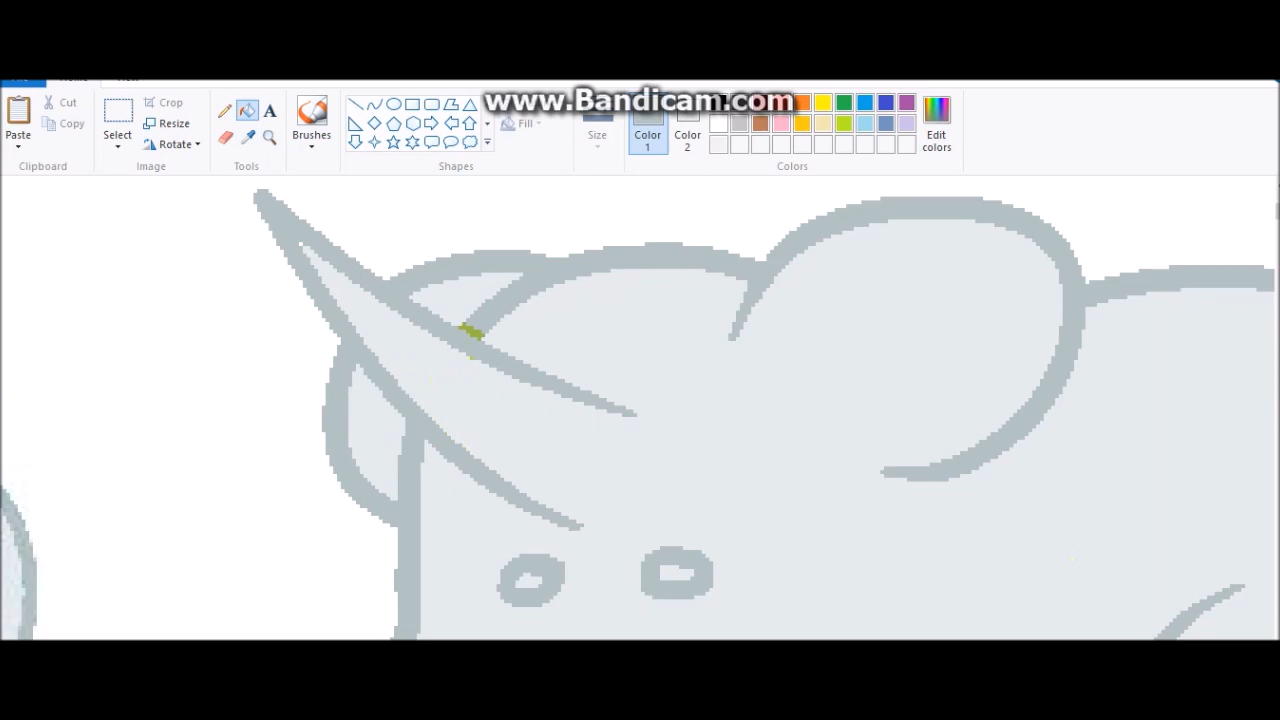 www.Bandicam.com
Cut
Crop
Copy
Resize
Rotate
Fill
Paste
Select
Brushes
Size
Color
1
Color
2
Edit
colors
A
Clipboard
Image
Tools
Shapes
Colors